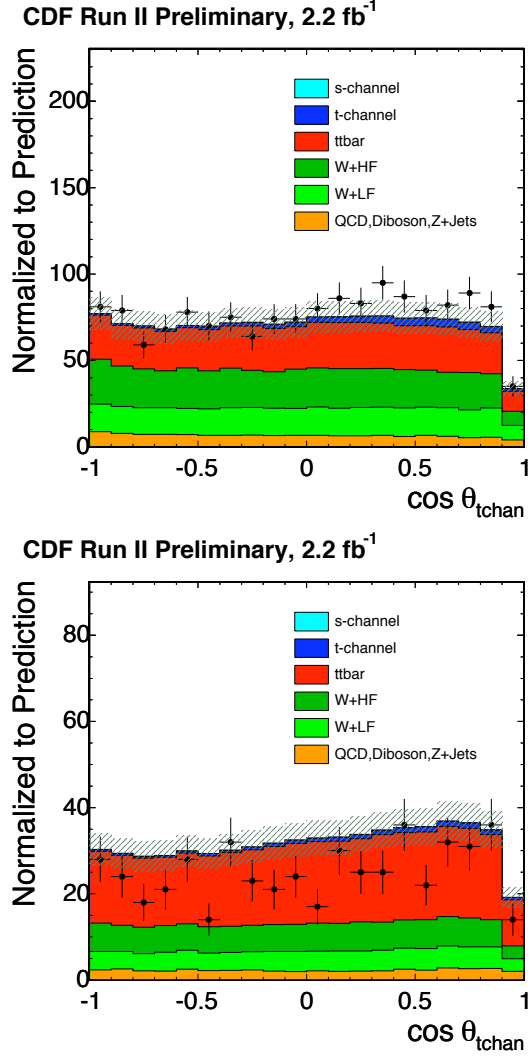 CDF Run II Preliminary, 2.2 fb-1
Normalized to Prediction
200
150
100
50
0
s-channel
t-channel
ttbar
W+HF
W+LF
QCD,Diboson,Z+Jets
-1 -0.5 0 0.5 1
cos θtchan
CDF Run II Preliminary, 2.2 fb-1
Normalized to Prediction
80
60
40
20
0
s-channel
t-channel
ttbar
W+HF
W+LF
QCD,Diboson,Z+Jets
-1 -0.5 0 0.5 1
cos θtchan